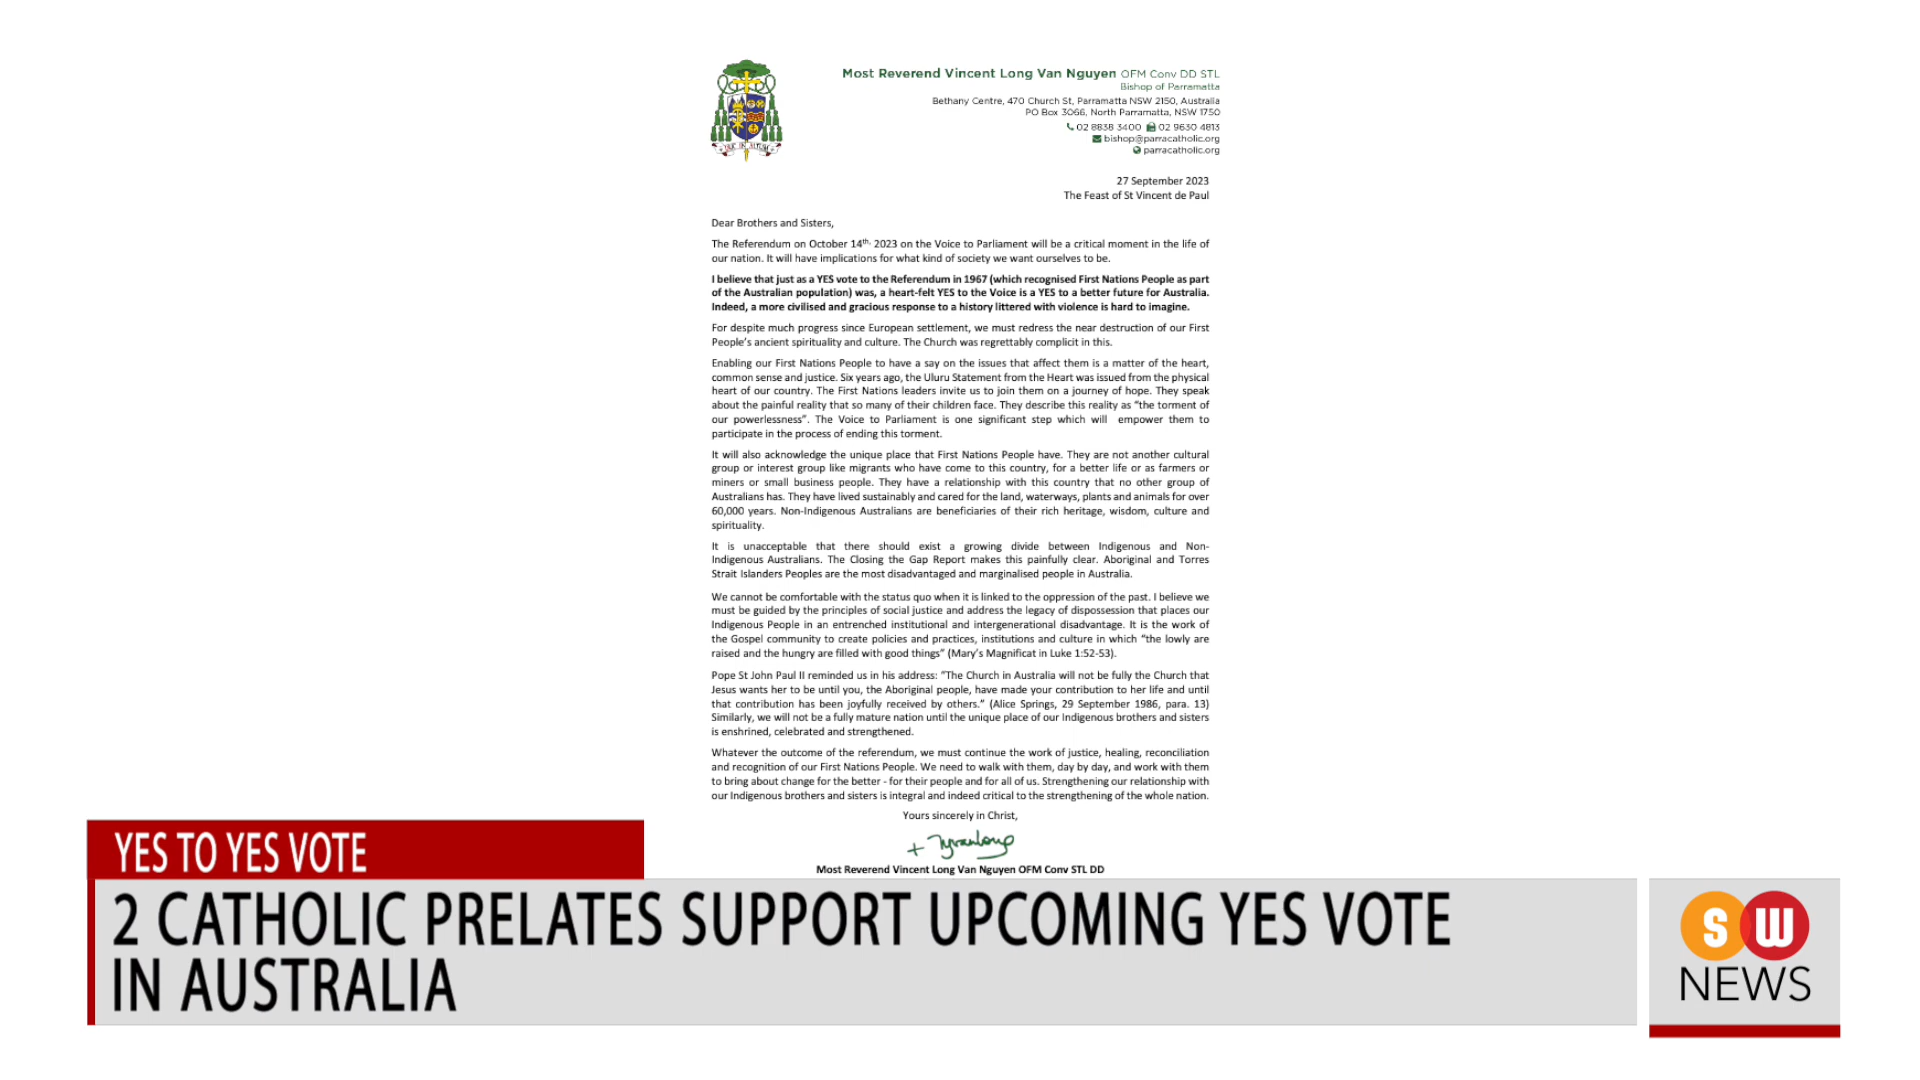 Most Reverend Vincent Long Van Nguyen OFM Conv DD STL
Bishop of Parramatta
Bethany Centre, 470 Church St, Parramatta NSW 2150, Australia
PO Box 3066, North Parramatta, NSW 1750
02 8838 3400 02 9630 4813
bishop@parracatholic.org
parracatholic.org
27 September 2023
The Feast of St Vincent de Paul
Dear Brothers and Sisters,
The Referendum on October 14th, 2023 on the Voice to Parliament will be a critical moment in the life of
our nation. It will have implications for what kind of society we want ourselves to be.
I believe that just as a YES vote to the Referendum in 1967 (which recognised First Nations People as part
of the Australian population) was, a heart-felt YES to the Voice is a YES to a better future for Australia.
Indeed, a more civilised and gracious response to a history littered with violence is hard to imagine.
For despite much progress since European settlement, we must redress the near destruction of our First
People's ancient spirituality and culture. The Church was regrettably complicit in this.
Enabling our First Nations People to have a say on the issues that affect them is a matter of the heart,
common sense and justice. Six years ago, the Uluru Statement from the Heart was issued from the physical
heart of our country. The First Nations leaders invite us to join them on a journey of hope. They speak
about the painful reality that so many of their children face. They describe this reality as “the torment of
our powerlessness”. The Voice to Parliament is one significant step which will empower them to
participate in the process of ending this torment.
It will also acknowledge the unique place that First Nations People have. They are not another cultural
group or interest group like migrants who have come to this country, for a better life or as farmers or
miners or small business people. They have a relationship with this country that no other group of
Australians has. They have lived sustainably and cared for the land, waterways, plants and animals for over
60,000 years. Non-Indigenous Australians are beneficiaries of their rich heritage, wisdom, culture and
spirituality.
It is unacceptable that there should exist a growing divide between Indigenous and Non-
Indigenous Australians. The Closing the Gap Report makes this painfully clear. Aboriginal and Torres
Strait Islanders Peoples are the most disadvantaged and marginalised people in Australia.
We cannot be comfortable with the status quo when it is linked to the oppression of the past. I believe we
must be guided by the principles of social justice and address the legacy of dispossession that places our
Indigenous People in an entrenched institutional and intergenerational disadvantage. It is the work of
the Gospel community to create policies and practices, institutions and culture in which “the lowly are
raised and the hungry are filled with good things” (Mary's Magnificat in Luke 1:52-53).
Pope St John Paul II reminded us in his address: “The Church in Australia will not be fully the Church that
Jesus wants her to be until you, the Aboriginal people, have made your contribution to her life and until
that contribution has been joyfully received by others.” (Alice Springs, 29 September 1986, para. 13)
Similarly, we will not be a fully mature nation until the unique place of our Indigenous brothers and sisters
is enshrined, celebrated and strengthened.
Whatever the outcome of the referendum, we must continue the work of justice, healing, reconciliation
and recognition of our First Nations People. We need to walk with them, day by day, and work with them
to bring about change for the better - for their people and for all of us. Strengthening our relationship with
our Indigenous brothers and sisters is integral and indeed critical to the strengthening of the whole nation.
Yours sincerely in Christ,
Most Reverend Vincent Long Van Nguyen OFM Conv STL DD
YES TO YES VOTE
2 CATHOLIC PRELATES SUPPORT UPCOMING YES VOTE
IN AUSTRALIA
SW
NEWS